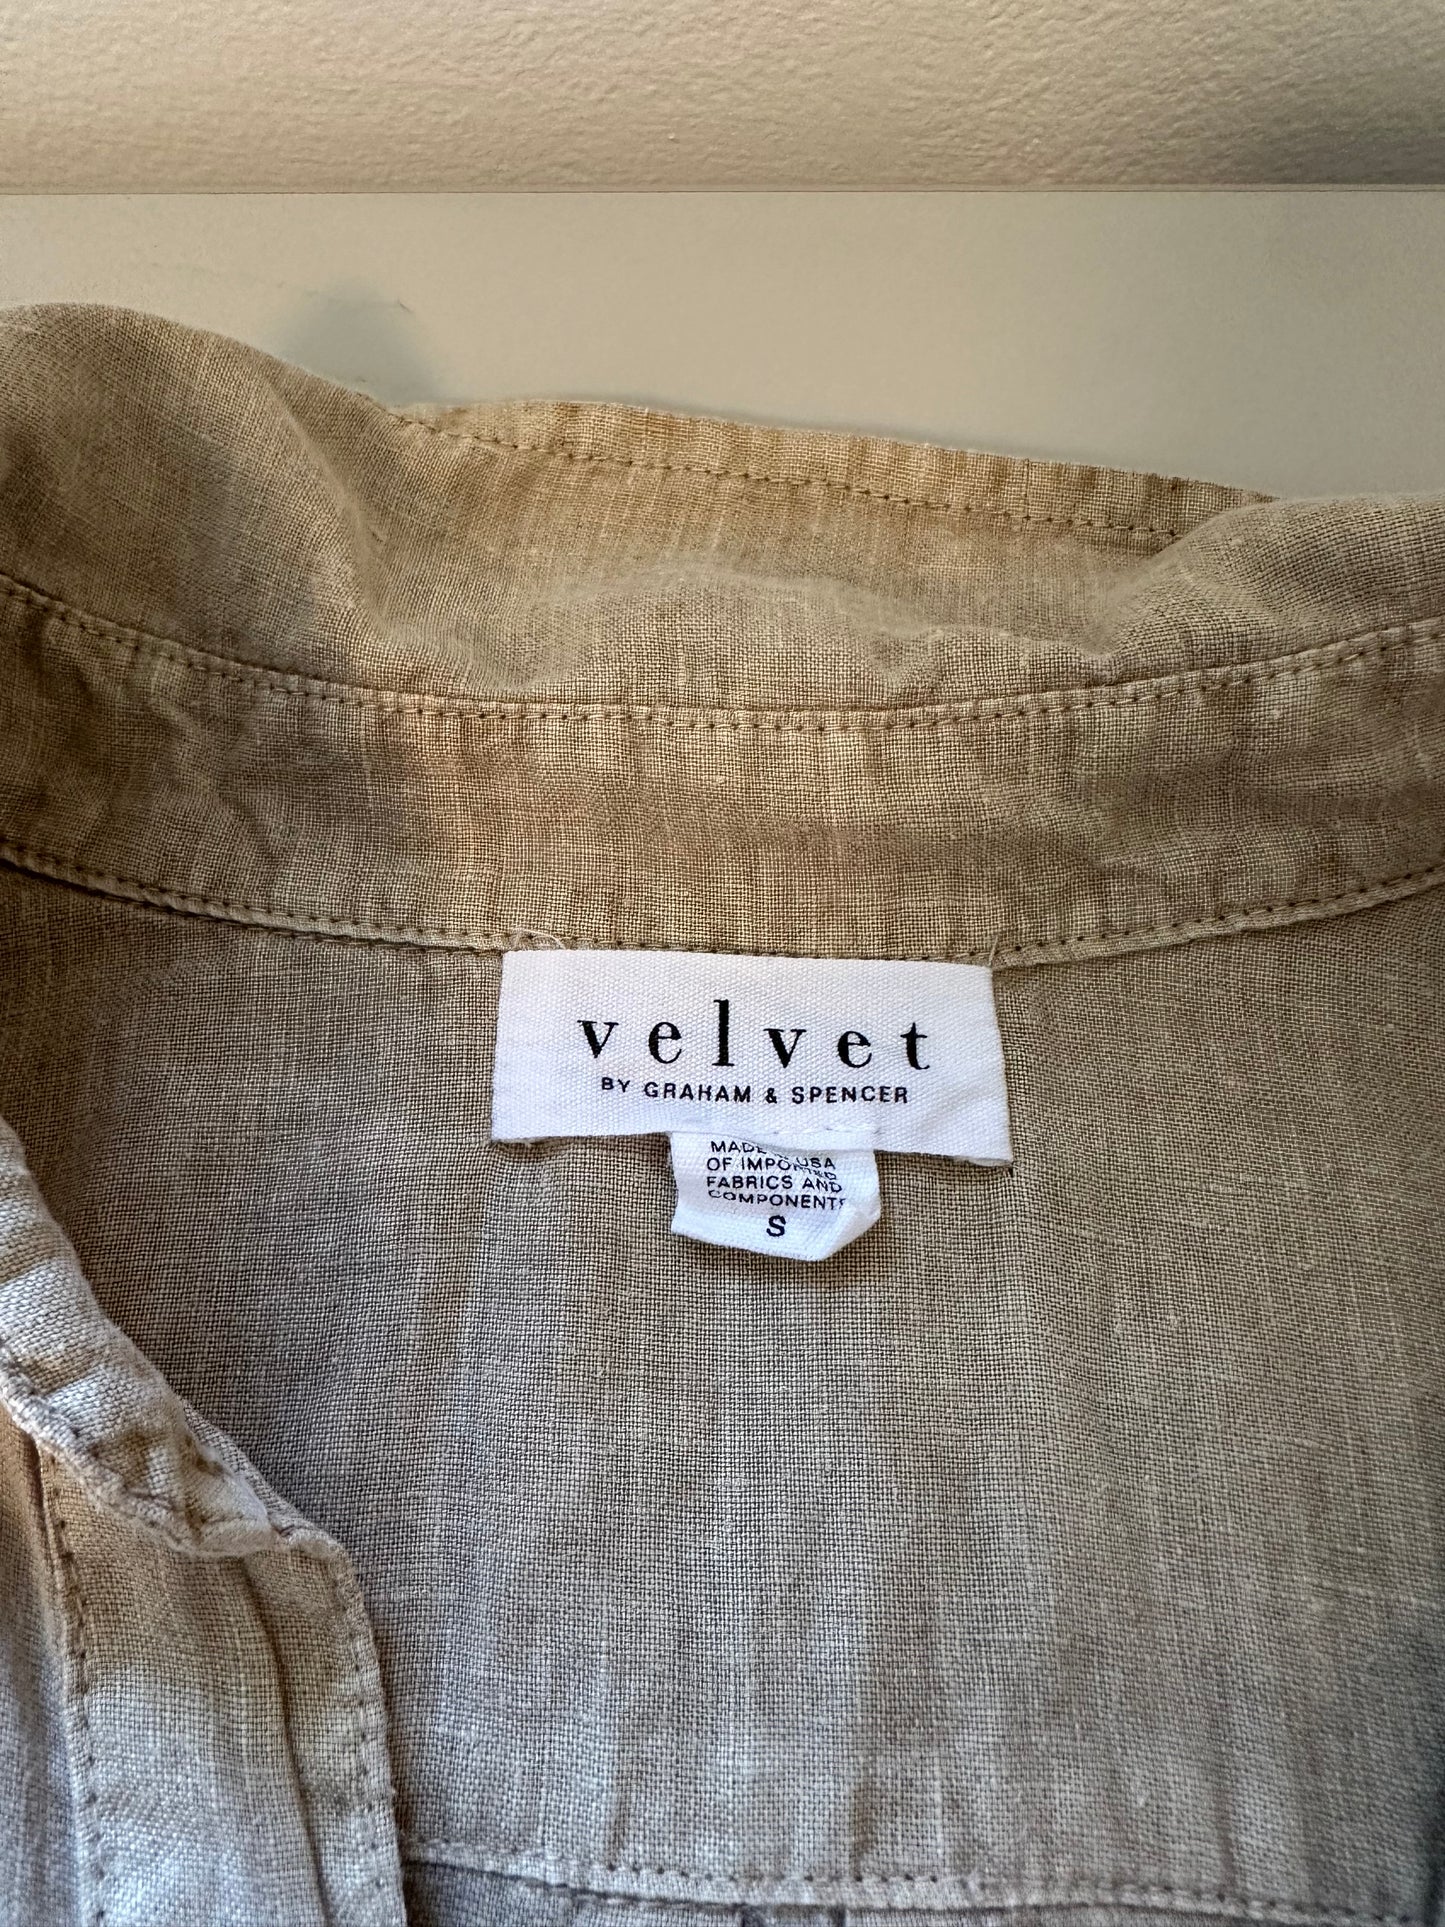 velvet
BY GRAHAM & SPENCER
MADE IN USA
OF IMPORTED
FABRICS AND
COMPONENTS
S